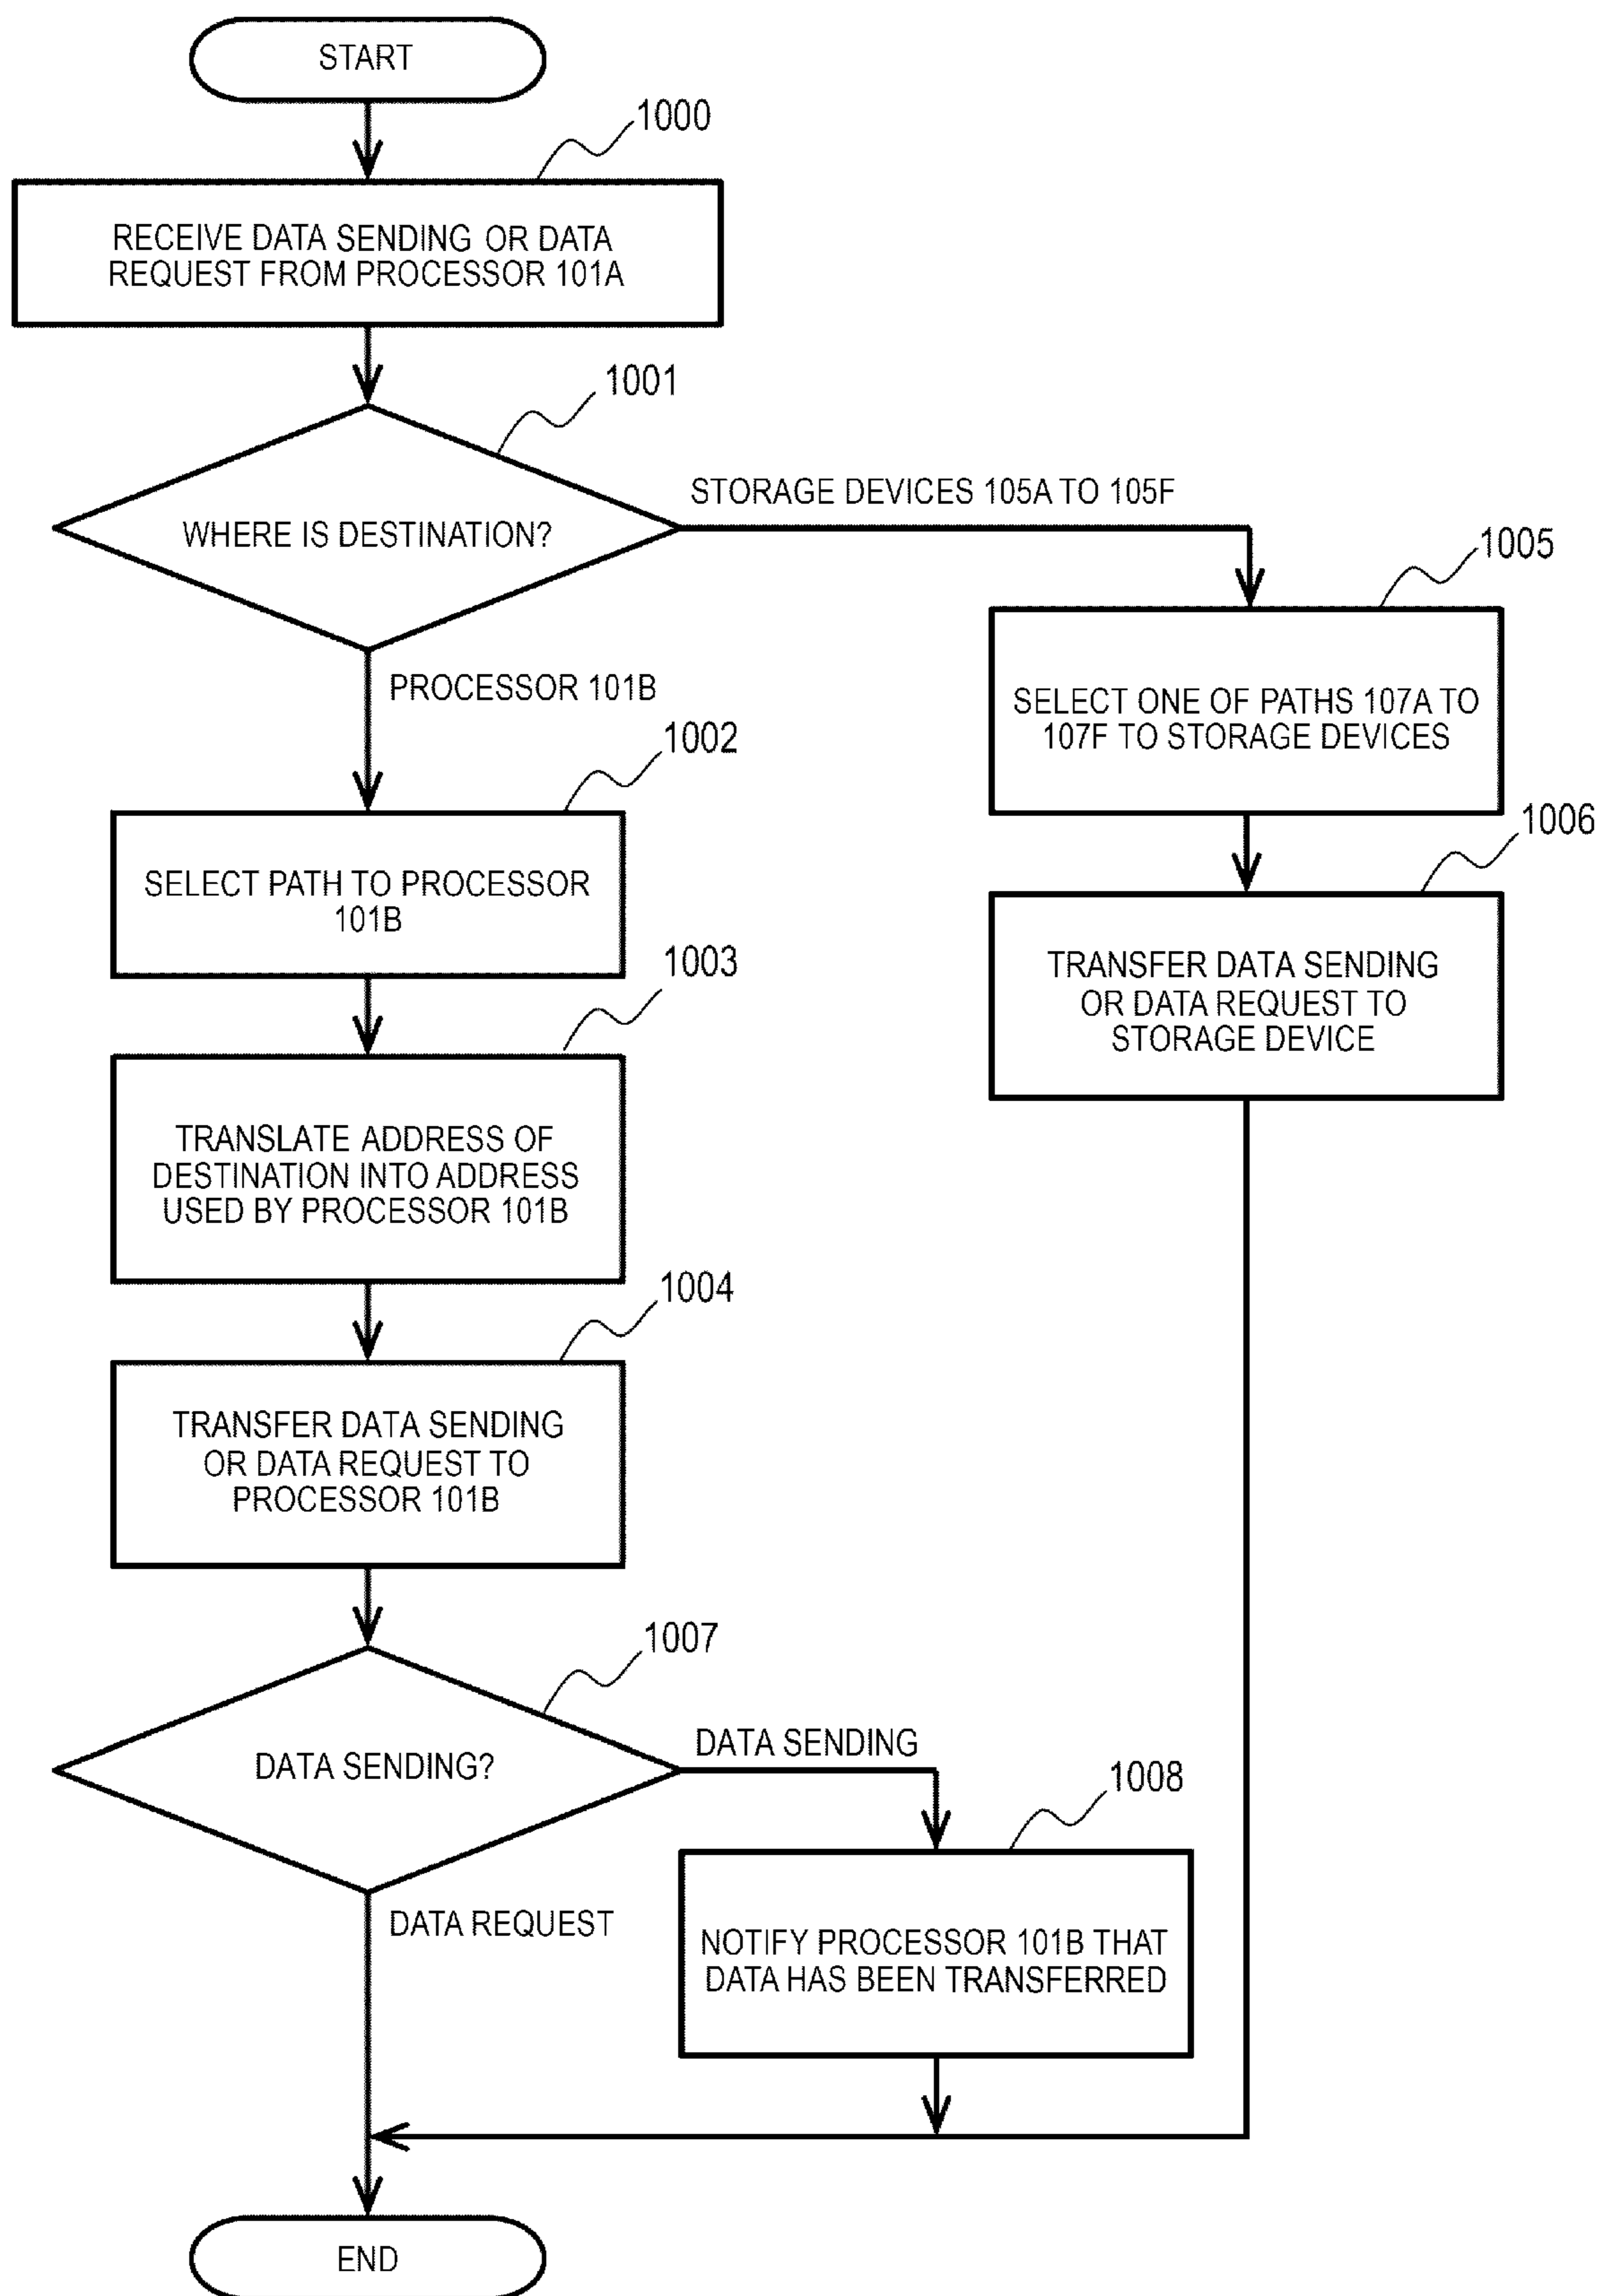 START
1000
RECEIVE DATA SENDING OR DATA
REQUEST FROM PROCESSOR 101A
1001
WHERE IS DESTINATION?
STORAGE DEVICES 105A TO 105F
PROCESSOR 101B
1005
SELECT ONE OF PATHS 107A TO
107F TO STORAGE DEVICES
1002
SELECT PATH TO PROCESSOR
101B
1006
TRANSFER DATA SENDING
OR DATA REQUEST TO
STORAGE DEVICE
1003
TRANSLATE ADDRESS OF
DESTINATION INTO ADDRESS
USED BY PROCESSOR 101B
1004
TRANSFER DATA SENDING
OR DATA REQUEST TO
PROCESSOR 101B
1007
DATA SENDING?
DATA SENDING
DATA REQUEST
1008
NOTIFY PROCESSOR 101B THAT
DATA HAS BEEN TRANSFERRED
END